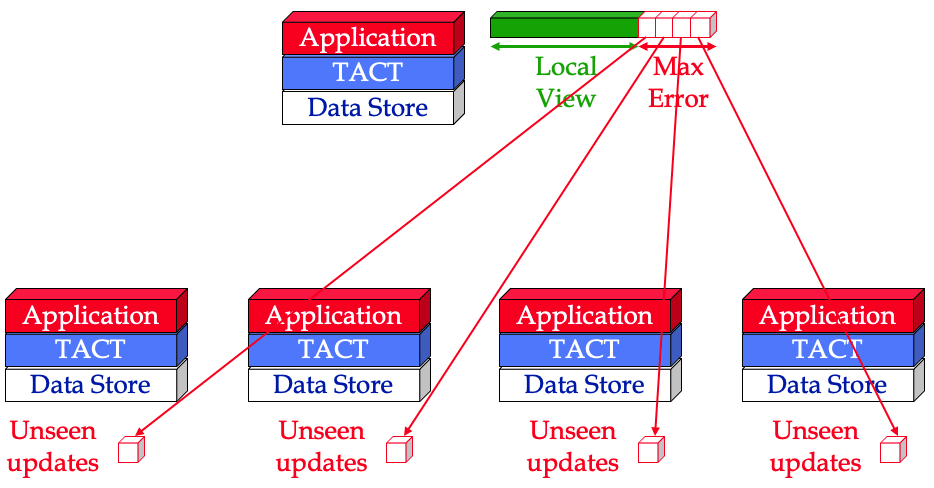 Application
TACT
Data Store
Local
View
Max
Error
Application
TACT
Data Store
Unseen
updates
Application
TACT
Data Store
Unseen
updates
Application
TACT
Data Store
Unseen
updates
Application
TACT
Data Store
Unseen
updates